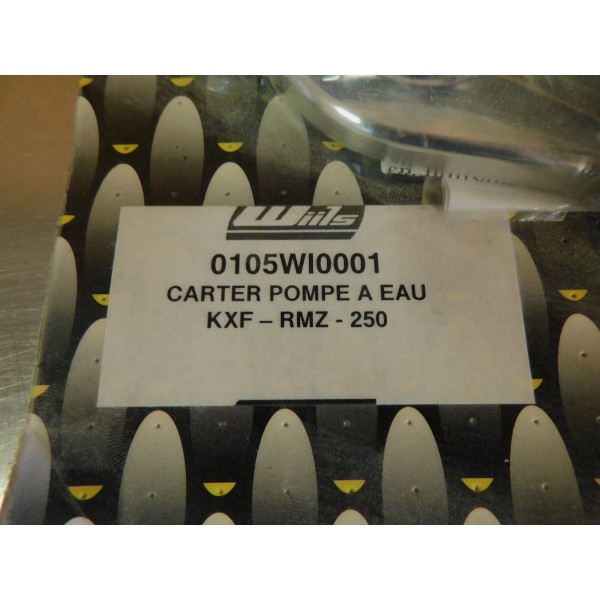 Wiils
0105WI0001
CARTER POMPE A EAU
KXF – RMZ - 250